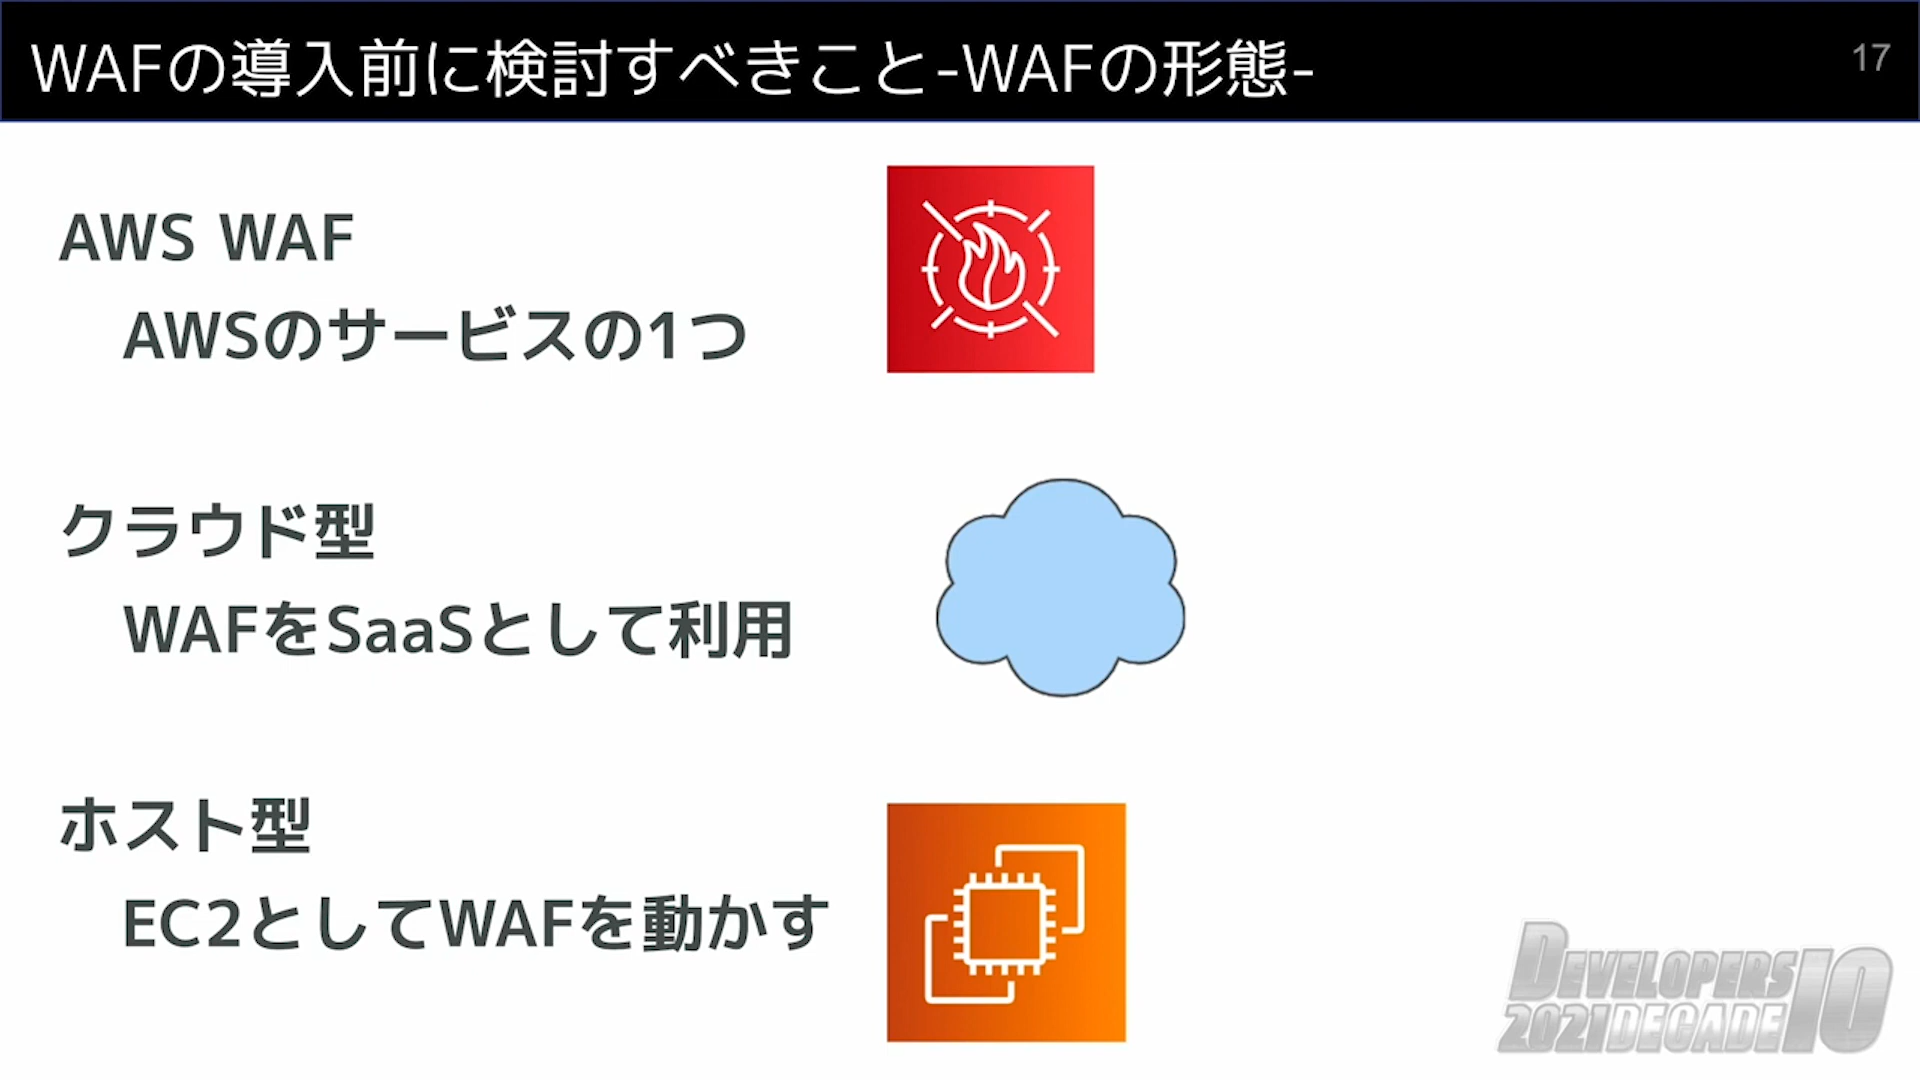 WAFの導入前に検討すべきこと-WAFの形態-
17
AWS WAF
AWSのサービスの1つ
クラウド型
WAFをSaaSとして利用
ホスト型
EC2としてWAFを動かす
DEVELOPERS
2021 DECADE 10